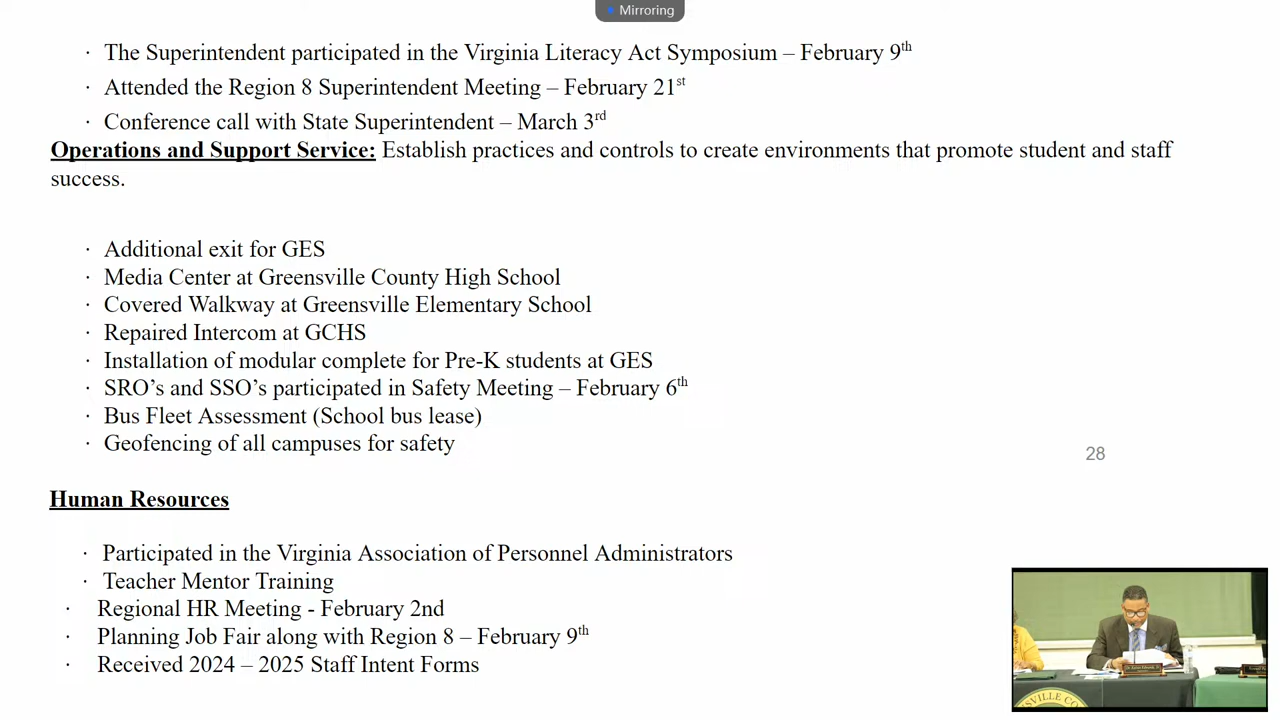 Mirroring
· The Superintendent participated in the Virginia Literacy Act Symposium – February 9th
· Attended the Region 8 Superintendent Meeting – February 21st
· Conference call with State Superintendent – March 3rd
Operations and Support Service: Establish practices and controls to create environments that promote student and staff
success.
· Additional exit for GES
· Media Center at Greensville County High School
· Covered Walkway at Greensville Elementary School
· Repaired Intercom at GCHS
· Installation of modular complete for Pre-K students at GES
· SRO's and SSO's participated in Safety Meeting – February 6th
· Bus Fleet Assessment (School bus lease)
· Geofencing of all campuses for safety
28
Human Resources
· Participated in the Virginia Association of Personnel Administrators
· Teacher Mentor Training
· Regional HR Meeting - February 2nd
· Planning Job Fair along with Region 8 – February 9th
· Received 2024 – 2025 Staff Intent Forms